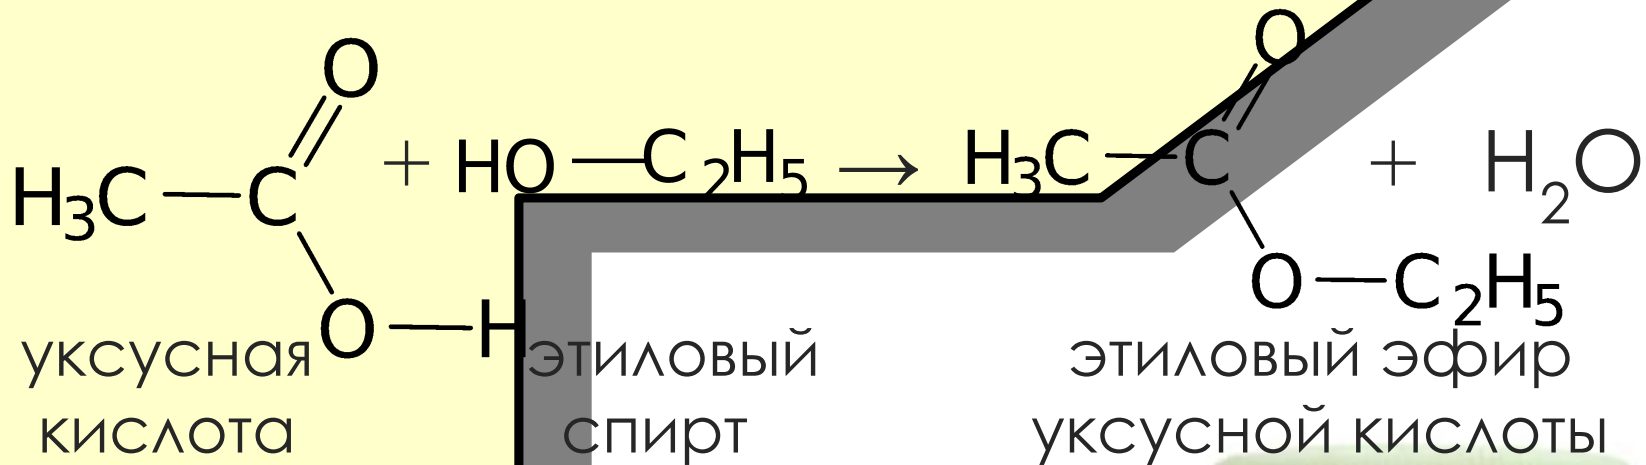 O
H₃C — C
O — H
+
HO — C₂H₅
→
O
H₃C — C
O — C₂H₅
+ H₂O
уксусная
кислота
этиловый
спирт
этиловый эфир
уксусной кислоты